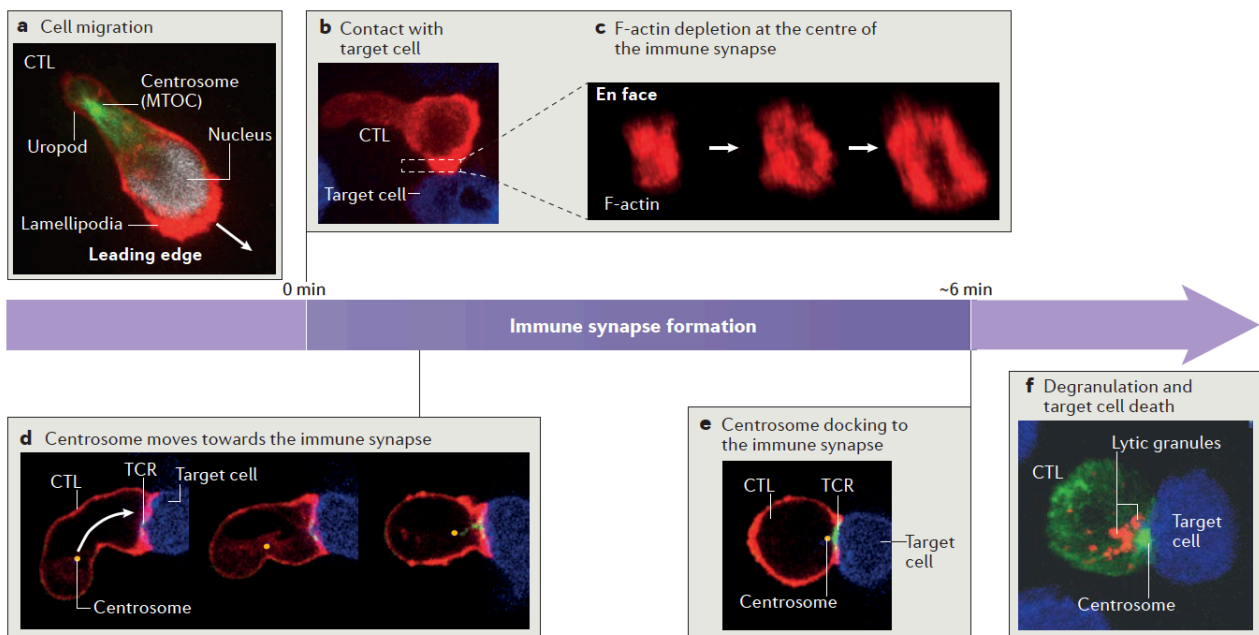 a Cell migration
CTL
Centrosome
(MTOC)
Nucleus
Uropod
Lamellipodia
Leading edge
b Contact with
target cell
CTL
Target cell
c F-actin depletion at the centre of
the immune synapse
En face
F-actin
0 min
~6 min
Immune synapse formation
d Centrosome moves towards the immune synapse
TCR
CTL
Target cell
Centrosome
e Centrosome docking to
the immune synapse
CTL
TCR
Target
cell
Centrosome
f Degranulation and
target cell death
Lytic granules
CTL
Target
cell
Centrosome